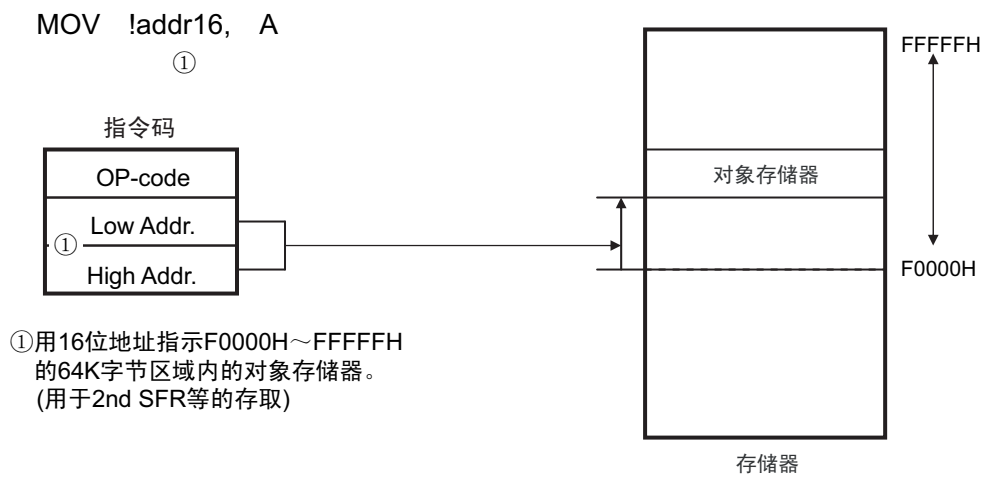 MOV !addr16, A
①
指令码
OP-code
Low Addr.
①
High Addr.
①用16位地址指示F0000H～FFFFFH
的64K字节区域内的对象存储器。
(用于2nd SFR等的存取)
FFFFFH
对象存储器
F0000H
存储器